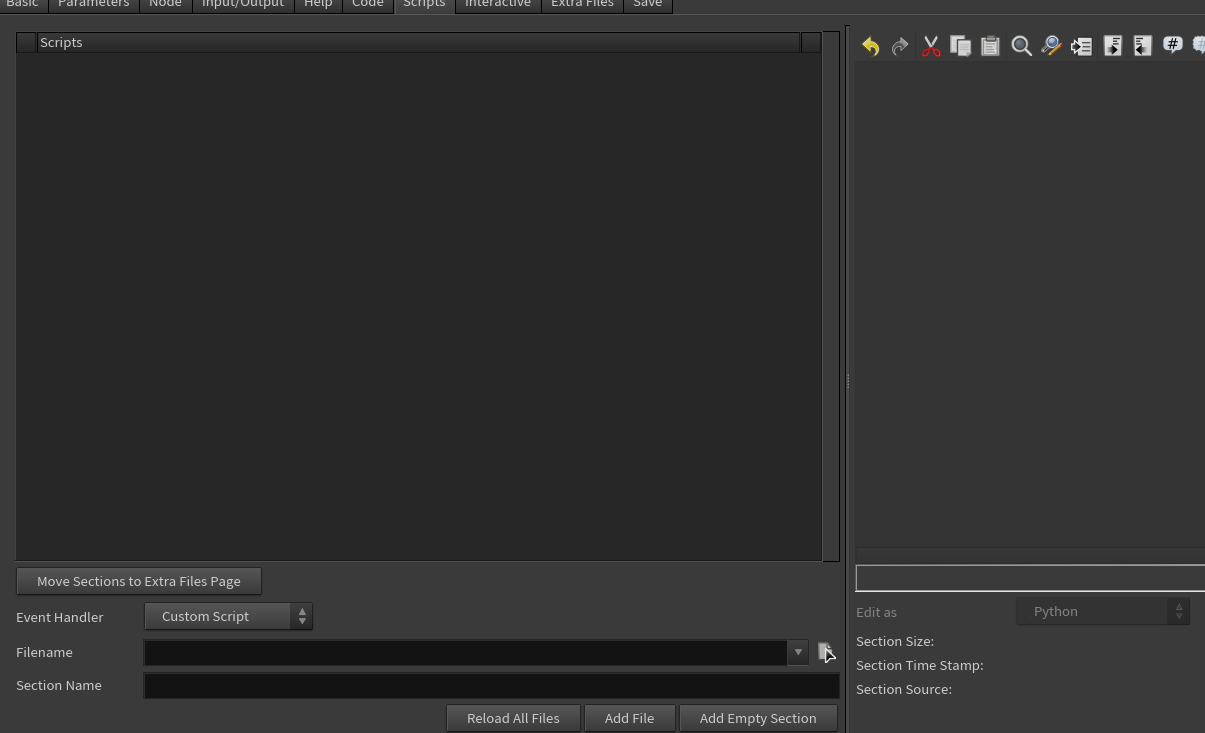 Basic Parameters Node Input/Output Help Code Scripts Interactive Extra Files Save
Scripts
#
Move Sections to Extra Files Page
Event Handler Custom Script
Filename
Section Name
Reload All Files Add File Add Empty Section
Edit as Python
Section Size:
Section Time Stamp:
Section Source: